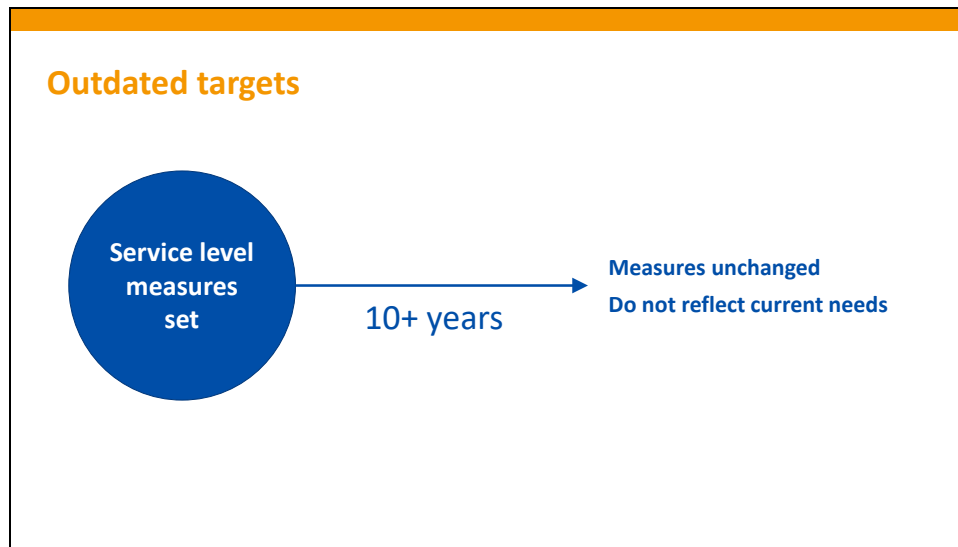 Outdated targets
Service level
measures
set
10+ years
Measures unchanged
Do not reflect current needs